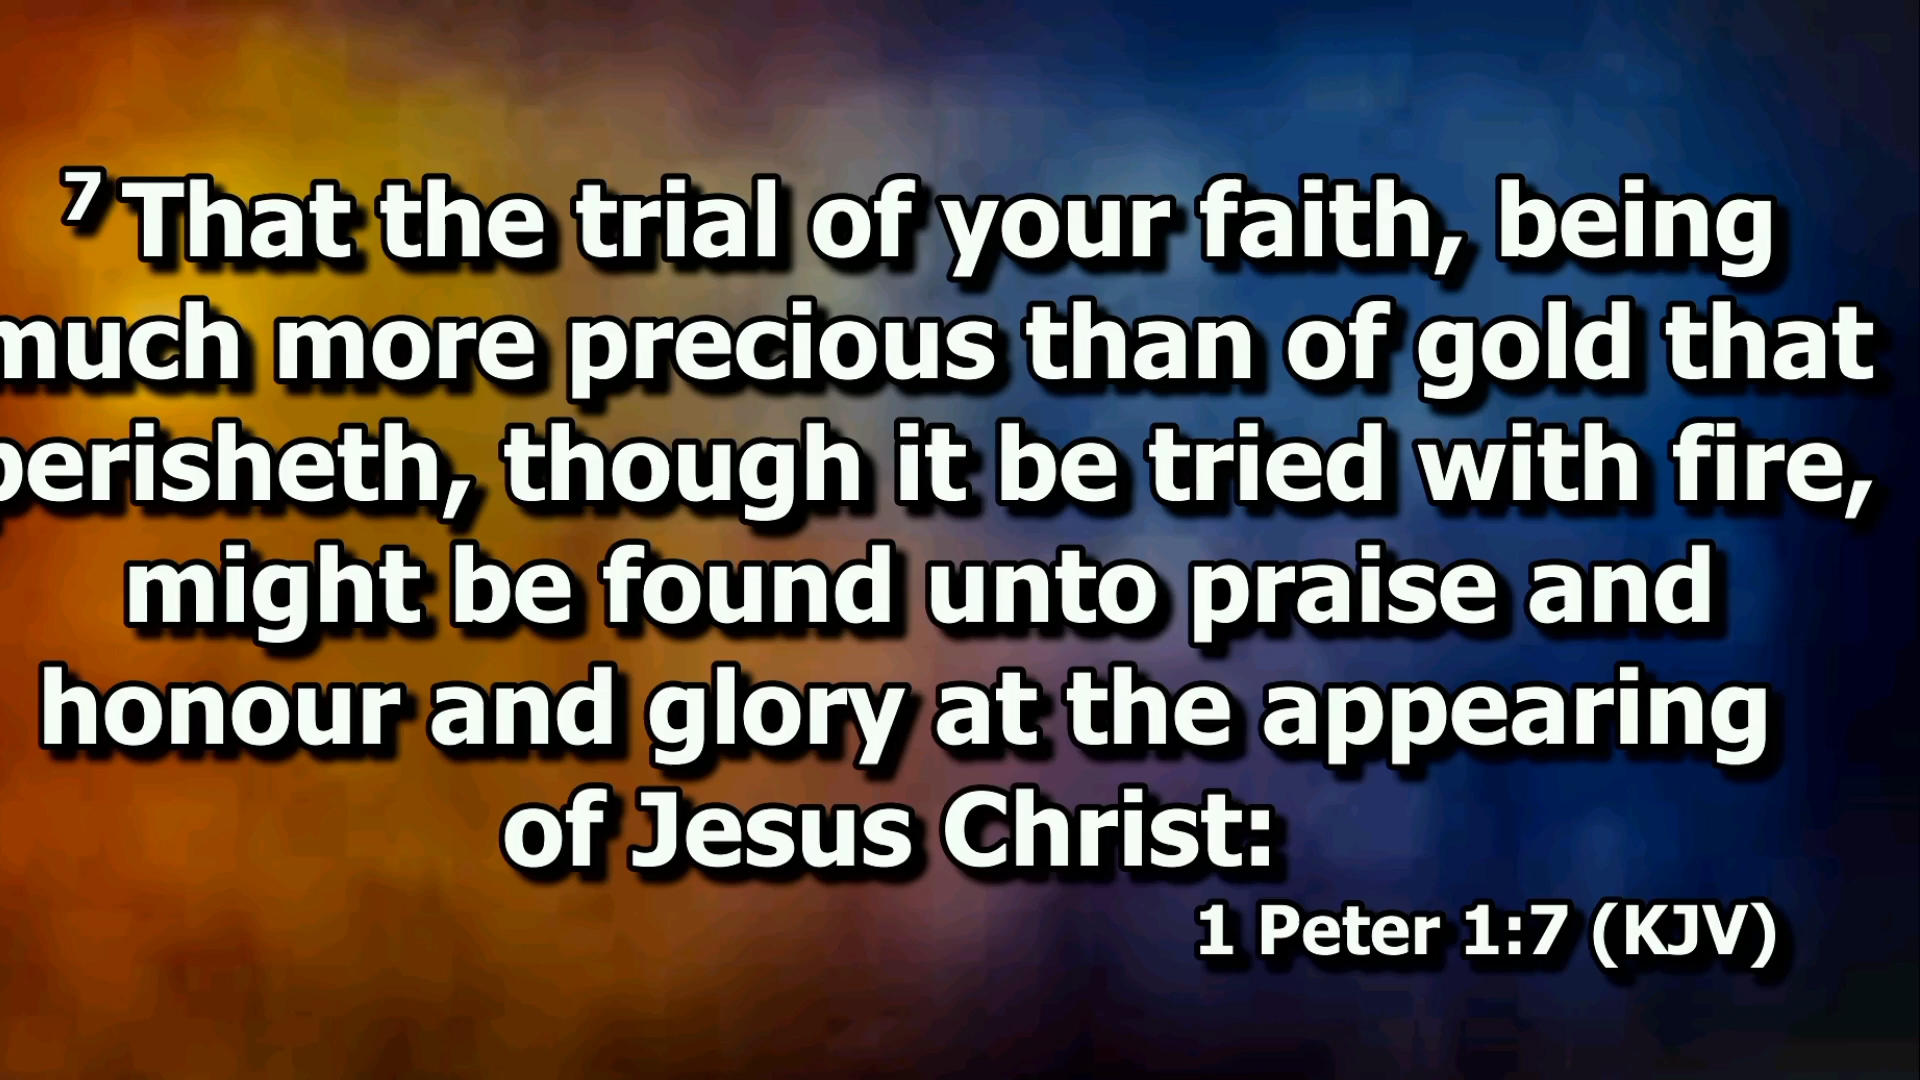 7 That the trial of your faith, being
much more precious than of gold that
perisheth, though it be tried with fire,
might be found unto praise and
honour and glory at the appearing
of Jesus Christ:
1 Peter 1:7 (KJV)